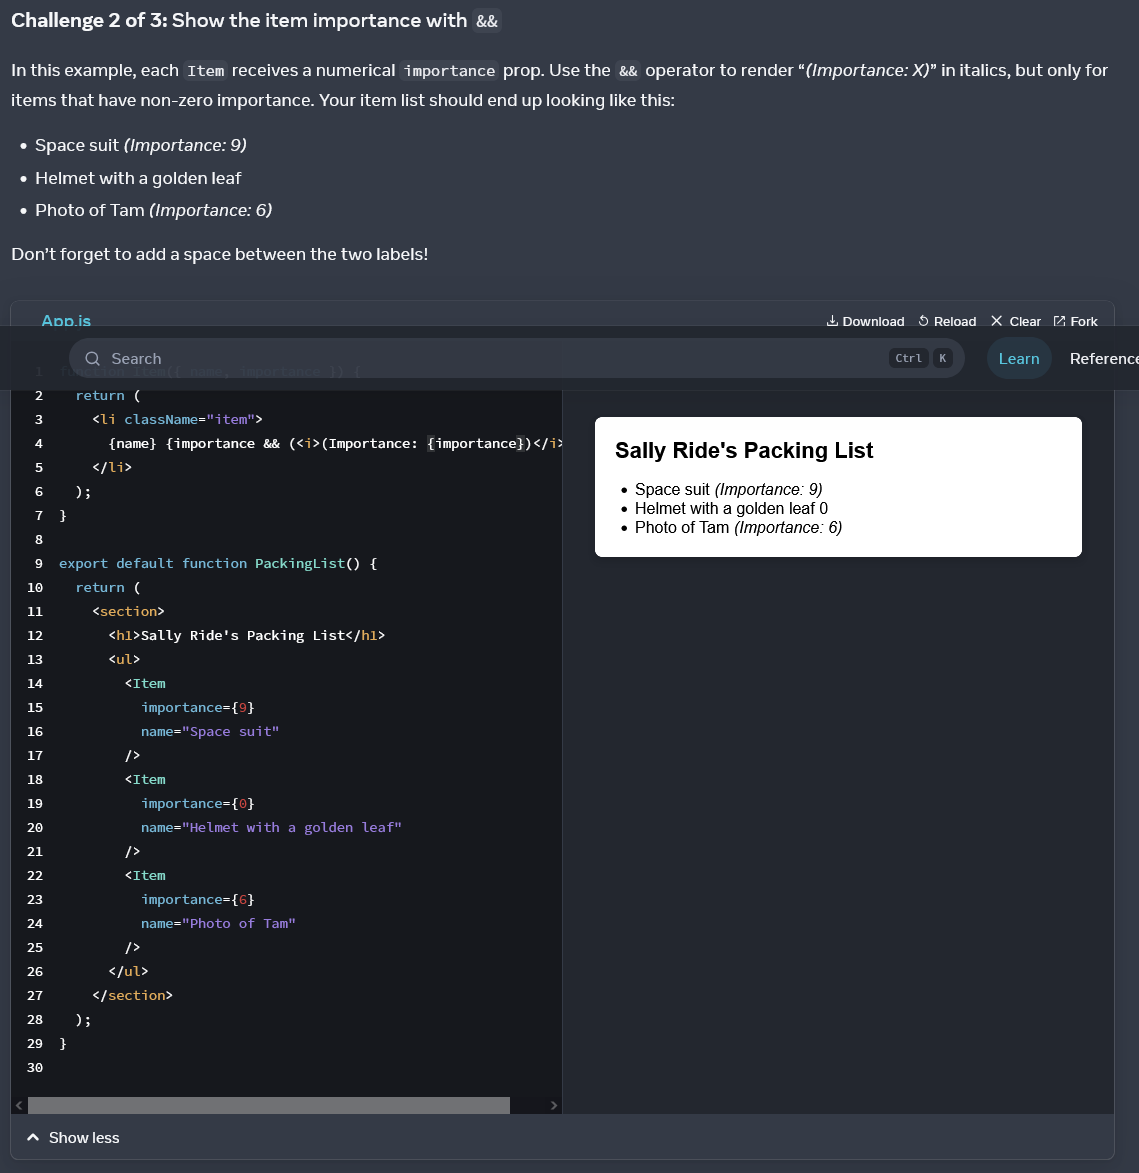 Challenge 2 of 3: Show the item importance with &&
In this example, each Item receives a numerical importance prop. Use the && operator to render “(Importance: X)” in italics, but only for
items that have non-zero importance. Your item list should end up looking like this:
• Space suit (Importance: 9)
• Helmet with a golden leaf
• Photo of Tam (Importance: 6)
Don’t forget to add a space between the two labels!
App.js
Download Reload Clear Fork
Search Ctrl K Learn Reference
1 function Item({ name, importance }) {
2 return (
3 <li className="item">
4 {name} {importance && (<i>(Importance: {importance})</i>
5 </li>
6 );
7 }
8
9 export default function PackingList() {
10 return (
11 <section>
12 <h1>Sally Ride's Packing List</h1>
13 <ul>
14 <Item
15 importance={9}
16 name="Space suit"
17 />
18 <Item
19 importance={0}
20 name="Helmet with a golden leaf"
21 />
22 <Item
23 importance={6}
24 name="Photo of Tam"
25 />
26 </ul>
27 </section>
28 );
29 }
30
Sally Ride's Packing List
• Space suit (Importance: 9)
• Helmet with a golden leaf 0
• Photo of Tam (Importance: 6)
Show less